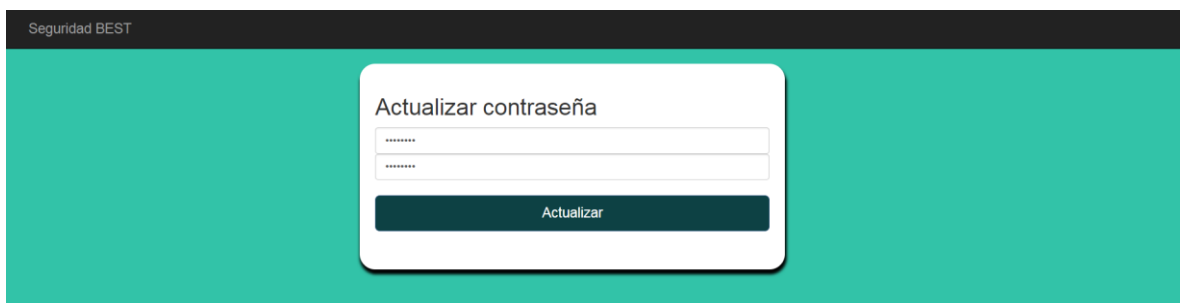 Seguridad BEST
Actualizar contraseña
••••••••
••••••••
Actualizar